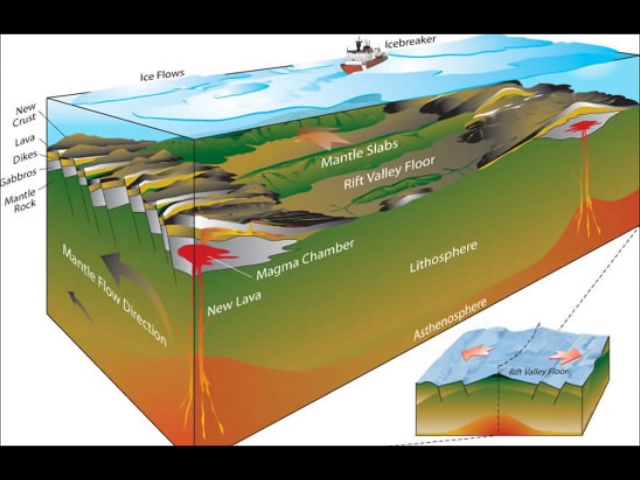 Icebreaker
Ice Flows
New
Crust
Lava
Dikes
Gabbros
Mantle
Rock
Mantle Slabs
Rift Valley Floor
Magma Chamber
Lithosphere
Mantle Flow Direction
New Lava
Asthenosphere
Rift Valley Floor